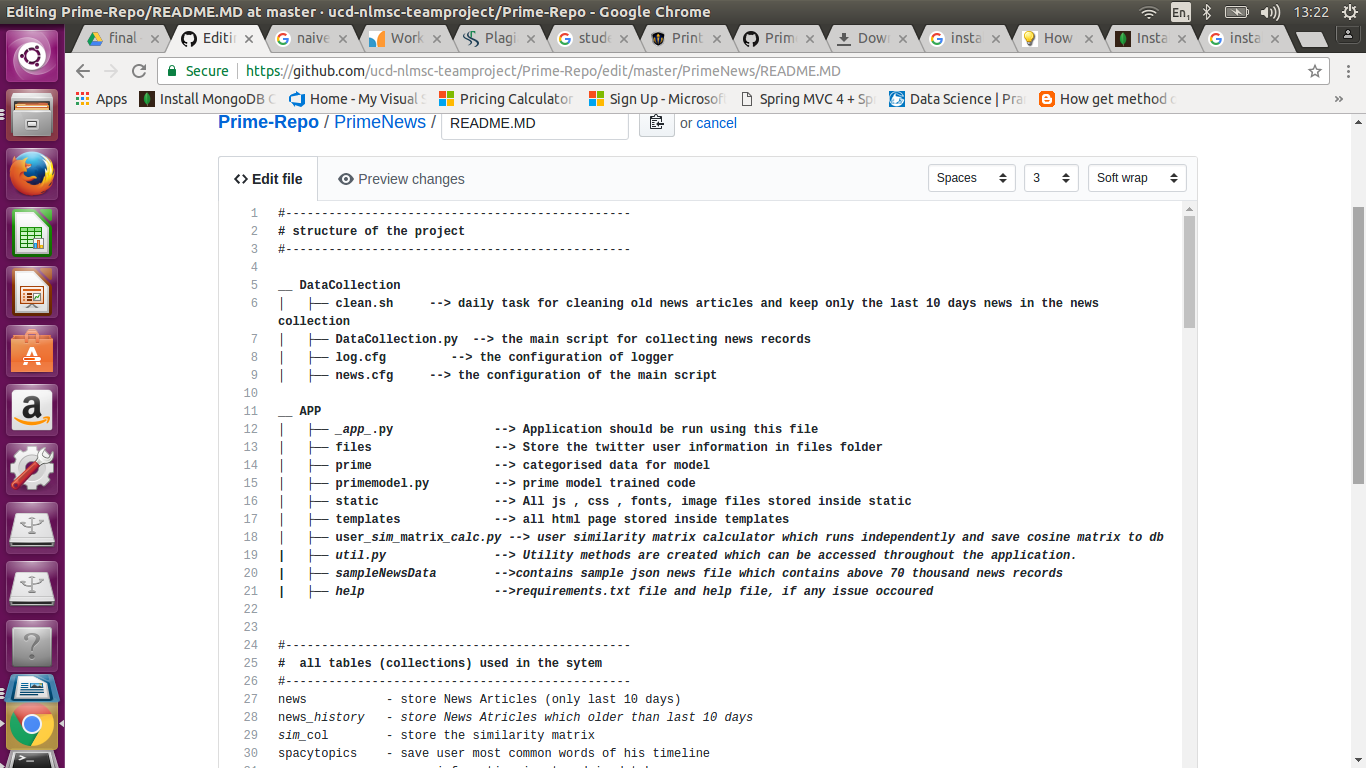 Editing Prime-Repo/README.MD at master · ucd-nlmsc-teamproject/Prime-Repo - Google Chrome
En1
13:22
final
Editin
naive
Work
Plagi
stude
Print
Prime
Dow
insta
How
Insta
insta
Secure
https://github.com/ucd-nlmsc-teamproject/Prime-Repo/edit/master/PrimeNews/README.MD
Apps
Install MongoDB C
Home - My Visual S
Pricing Calculator
Sign Up - Microsof
Spring MVC 4 + Sp
Data Science | Pra
How get method c
»
Prime-Repo / PrimeNews / README.MD or cancel
<> Edit file
Preview changes
Spaces
3
Soft wrap
1 #------------------------------------------------
2 # structure of the project
3 #------------------------------------------------
4
5 __ DataCollection
6 │   ├── clean.sh     --> daily task for cleaning old news articles and keep only the last 10 days news in the news
collection
7 │   ├── DataCollection.py  --> the main script for collecting news records
8 │   ├── log.cfg         --> the configuration of logger
9 │   ├── news.cfg     --> the configuration of the main script
10
11 __ APP
12 │   ├── _app_.py              --> Application should be run using this file
13 │   ├── files                 --> Store the twitter user information in files folder
14 │   ├── prime                 --> categorised data for model
15 │   ├── primemodel.py         --> prime model trained code
16 │   ├── static                --> All js , css , fonts, image files stored inside static
17 │   ├── templates             --> all html page stored inside templates
18 │   ├── user_sim_matrix_calc.py --> user similarity matrix calculator which runs independently and save cosine matrix to db
19 |   ├── util.py               --> Utility methods are created which can be accessed throughout the application.
20 |   ├── sampleNewsData        -->contains sample json news file which contains above 70 thousand news records
21 |   ├── help                  -->requirements.txt file and help file, if any issue occoured
22
23
24 #------------------------------------------------
25 #  all tables (collections) used in the sytem
26 #------------------------------------------------
27 news           - store News Articles (only last 10 days)
28 news_history   - store News Atricles which older than last 10 days
29 sim_col        - store the similarity matrix
30 spacytopics    - save user most common words of his timeline